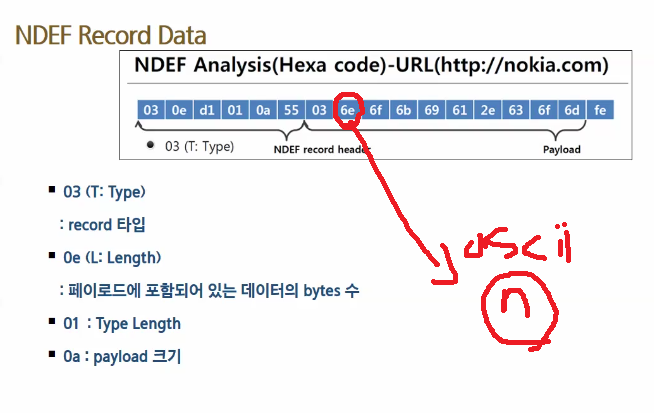 NDEF Record Data
NDEF Analysis(Hexa code)-URL(http://nokia.com)
03 0e d1 01 0a 55 03 6e 6f 6b 69 61 2e 63 6f 6d fe
● 03 (T: Type) NDEF record header Payload
▪ 03 (T: Type)
: record 타입
▪ 0e (L: Length)
: 페이로드에 포함되어 있는 데이터의 bytes 수
ascii
n
▪ 01 : Type Length
▪ 0a : payload 크기